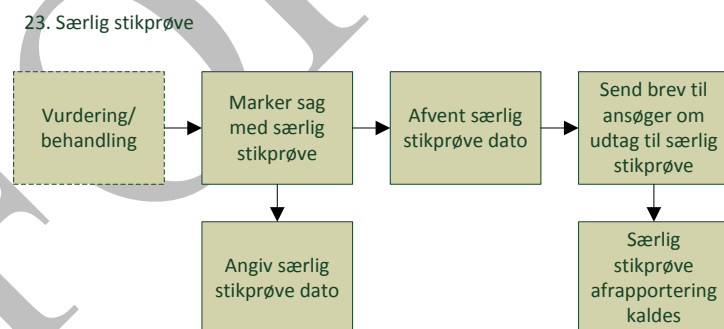 23. Særlig stikprøve
Vurdering/
behandling
Marker sag
med særlig
stikprøve
Afvent særlig
stikprøve dato
Send brev til
ansøger om
udtag til særlig
stikprøve
Angiv særlig
stikprøve dato
Særlig
stikprøve
afrapportering
kaldes